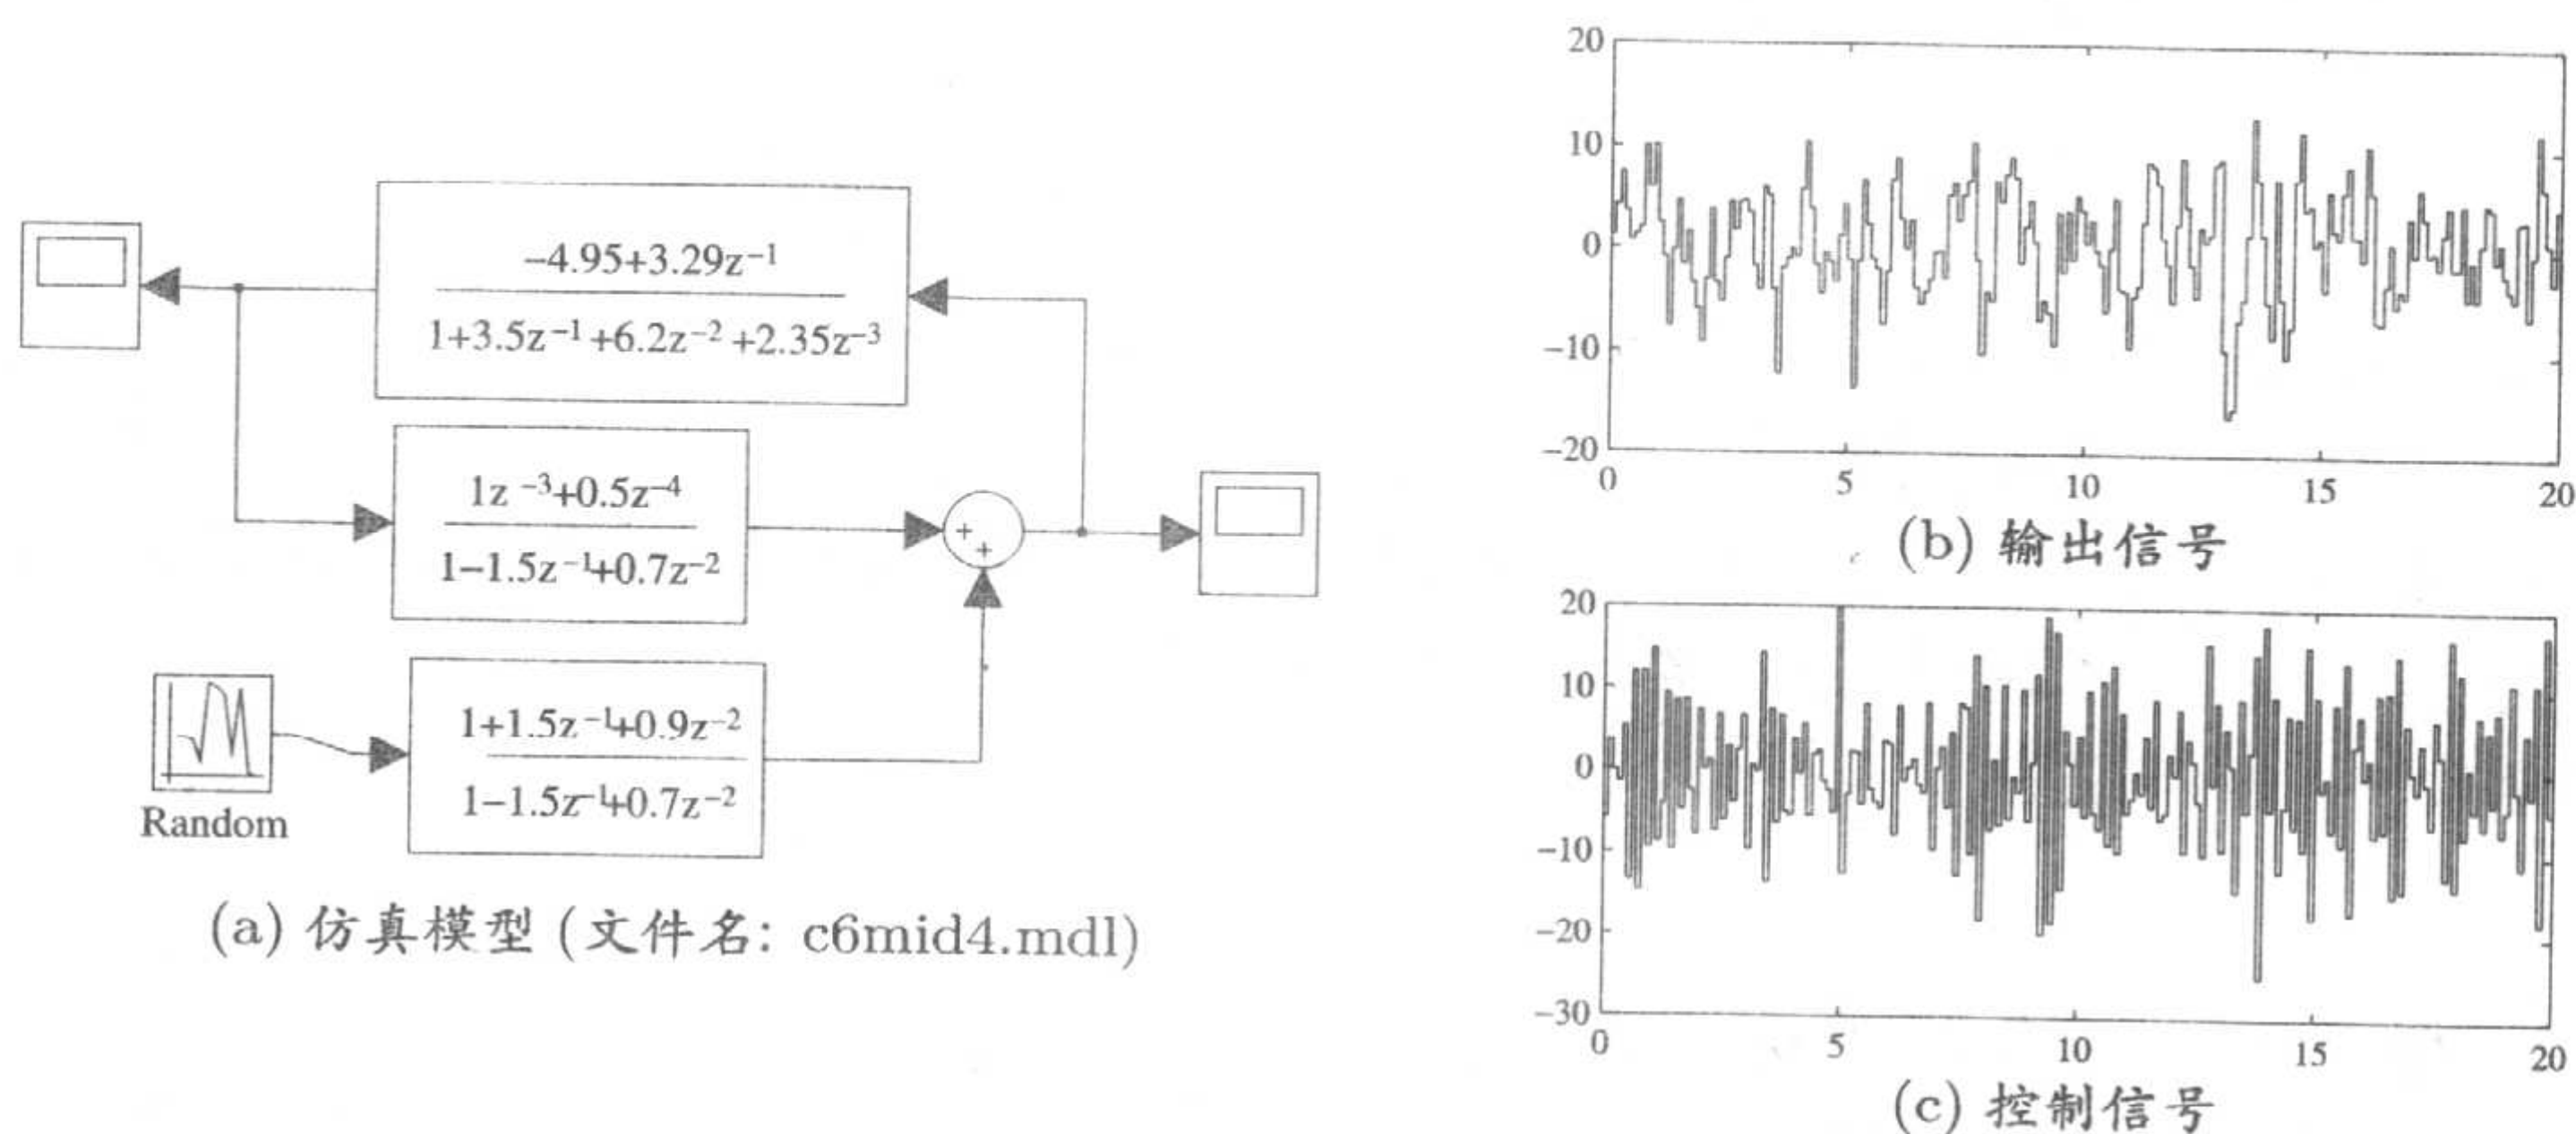 −4.95+3.29z⁻¹
1+3.5z⁻¹+6.2z⁻²+2.35z⁻³
1z⁻³+0.5z⁻⁴
1−1.5z⁻¹+0.7z⁻²
+
+
1+1.5z⁻¹+0.9z⁻²
1−1.5z⁻¹+0.7z⁻²
Random
(a) 仿真模型 (文件名: c6mid4.mdl)
20
10
0
−10
−20
0 5 10 15 20
(b) 输出信号
20
10
0
−10
−20
−30
0 5 10 15 20
(c) 控制信号